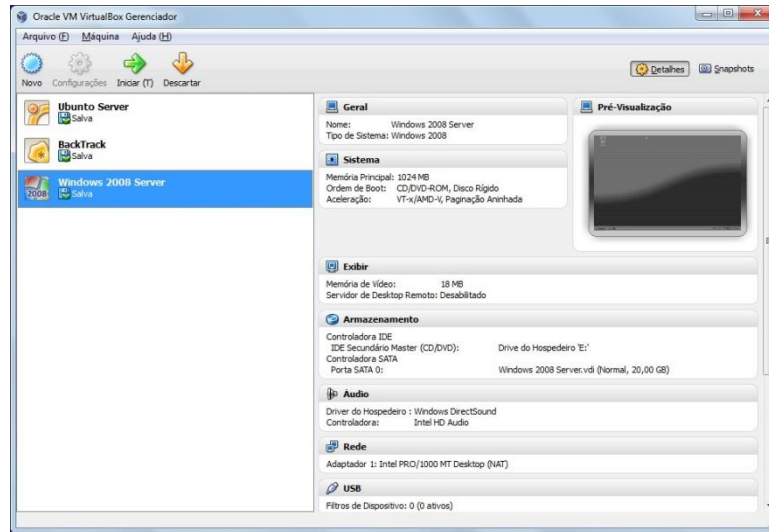 Oracle VM VirtualBox Gerenciador
Arquivo (F) Máquina Ajuda (H)
Novo Configurações Iniciar (T) Descartar
Detalhes Snapshots
Ubunto Server
Salva
BackTrack
Salva
2008
Windows 2008 Server
Salva
Geral
Nome: Windows 2008 Server
Tipo de Sistema: Windows 2008
Pré-Visualização
Sistema
Memória Principal: 1024 MB
Ordem de Boot: CD/DVD-ROM, Disco Rígido
Aceleração: VT-x/AMD-V, Paginação Aninhada
Exibir
Memória de Vídeo: 18 MB
Servidor de Desktop Remoto: Desabilitado
Armazenamento
Controladora IDE
IDE Secundário Master (CD/DVD): Drive do Hospedeiro 'E:'
Controladora SATA
Porta SATA 0: Windows 2008 Server.vdi (Normal, 20,00 GB)
Áudio
Driver do Hospedeiro : Windows DirectSound
Controladora: Intel HD Audio
Rede
Adaptador 1: Intel PRO/1000 MT Desktop (NAT)
USB
Filtros de Dispositivo: 0 (0 ativos)